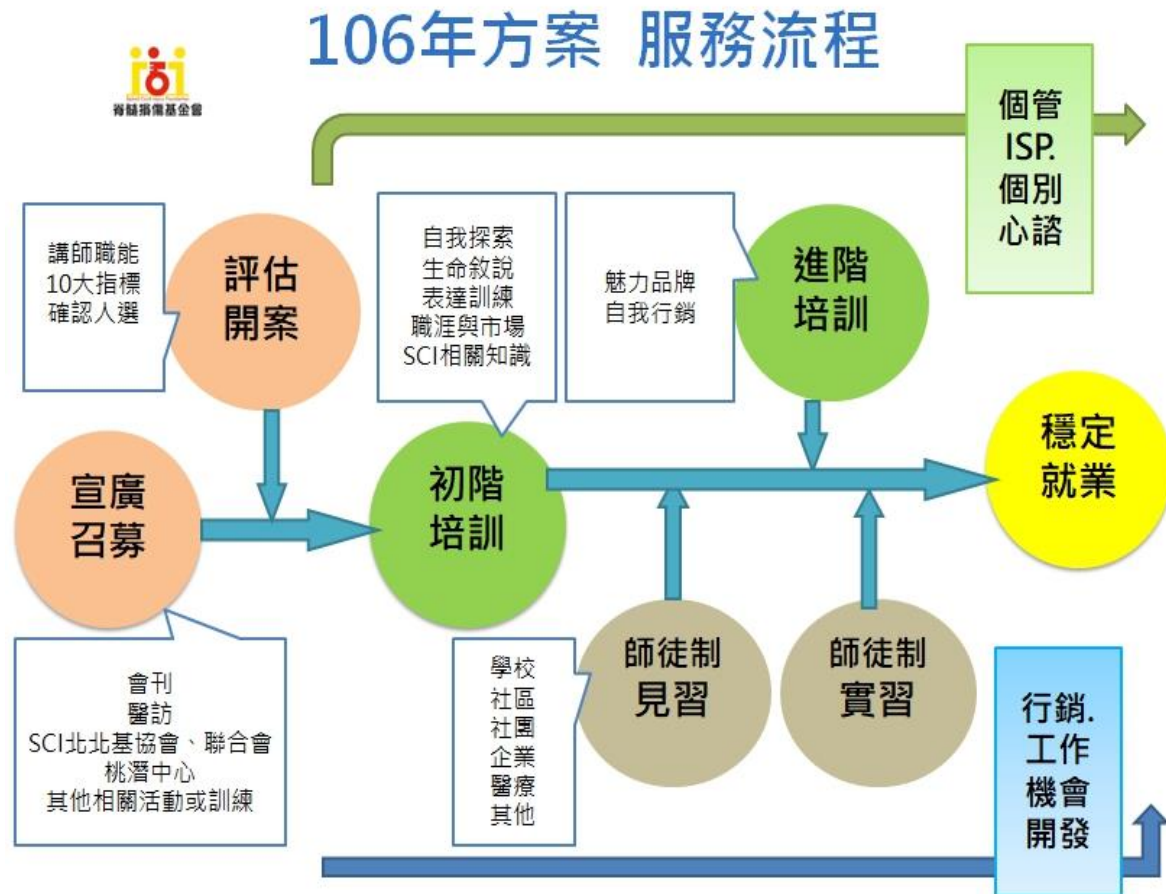 106年方案 服務流程
脊髓損傷基金會
個管
ISP.
個別
心諮
講師職能
10大指標
確認人選
評估
開案
自我探索
生命敘說
表達訓練
職涯與市場
SCI相關知識
魅力品牌
自我行銷
進階
培訓
宣廣
召募
初階
培訓
穩定
就業
會刊
醫訪
SCI北北基協會、聯合會
桃潛中心
其他相關活動或訓練
學校
社區
社團
企業
醫療
其他
師徒制
見習
師徒制
實習
行銷.
工作
機會
開發